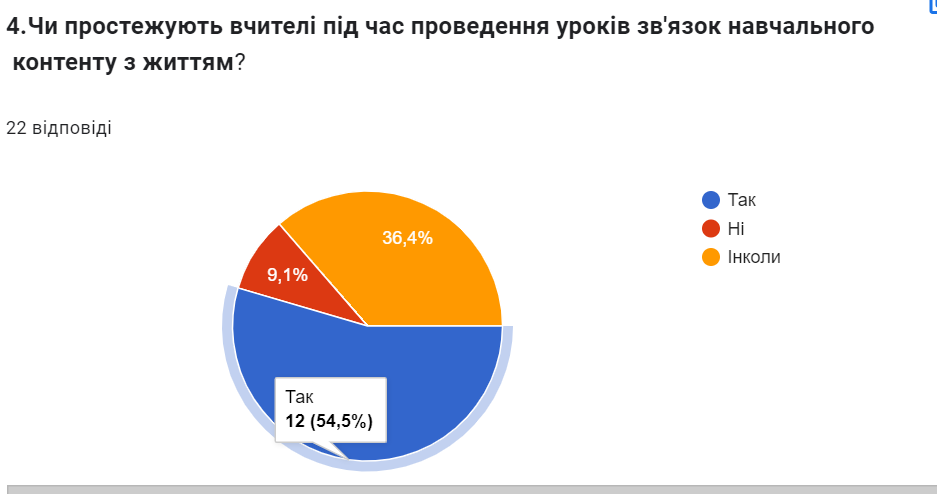 4.Чи простежують вчителі під час проведення уроків зв'язок навчального
контенту з життям?
22 відповіді
Так
Ні
Інколи
36,4%
9,1%
Так
12 (54,5%)